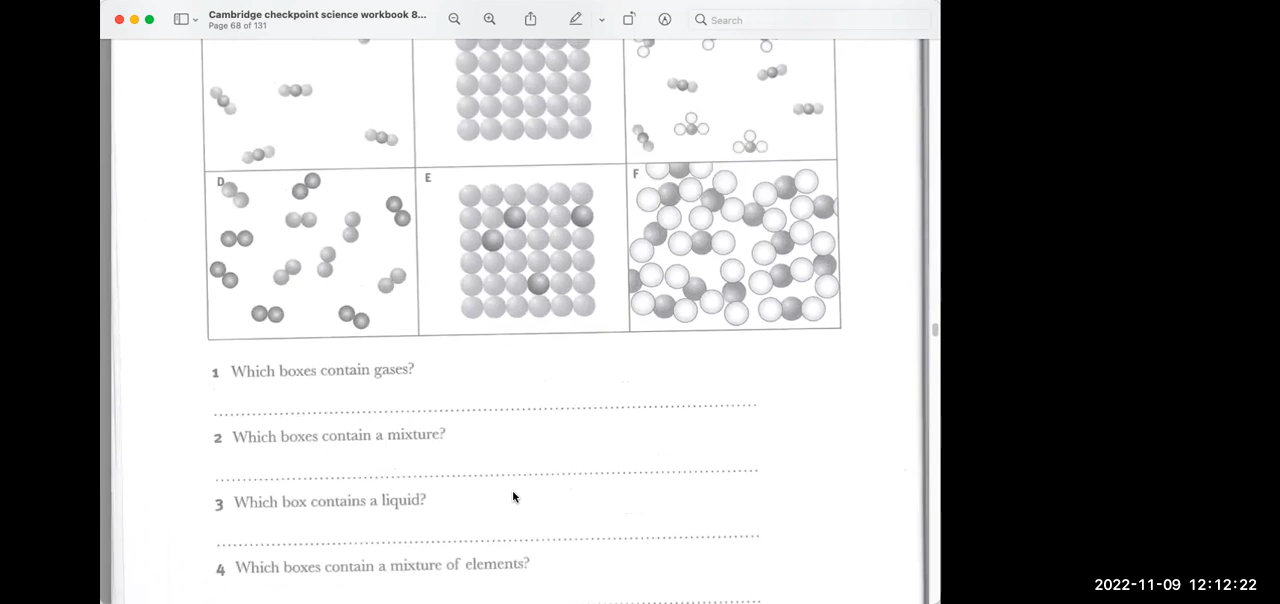 Cambridge checkpoint science workbook 8...
Page 68 of 131
Search
D
E
F
1 Which boxes contain gases?
2 Which boxes contain a mixture?
3 Which box contains a liquid?
4 Which boxes contain a mixture of elements?
2022-11-09 12:12:22